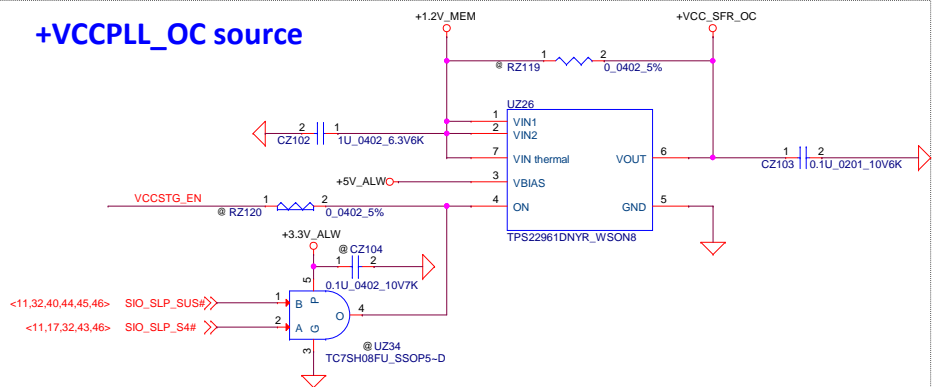 +VCCPLL_OC source
+1.2V_MEM
+VCC_SFR_OC
1 2
@ RZ119 0_0402_5%
UZ26
1 VIN1
2 VIN2
2 1
CZ102 1U_0402_6.3V6K
7 VIN thermal VOUT 6
1 2
CZ103 0.1U_0201_10V6K
+5V_ALW 3 VBIAS
VCCSTG_EN 1 2 4 ON GND 5
@ RZ120 0_0402_5%
TPS22961DNYR_WSON8
+3.3V_ALW
@ CZ104
1 2
0.1U_0402_10V7K
5
<11,32,40,44,45,46> SIO_SLP_SUS# 1 B P
O 4
<11,17,32,43,46> SIO_SLP_S4# 2 A G
3
@ UZ34
TC7SH08FU_SSOP5~D